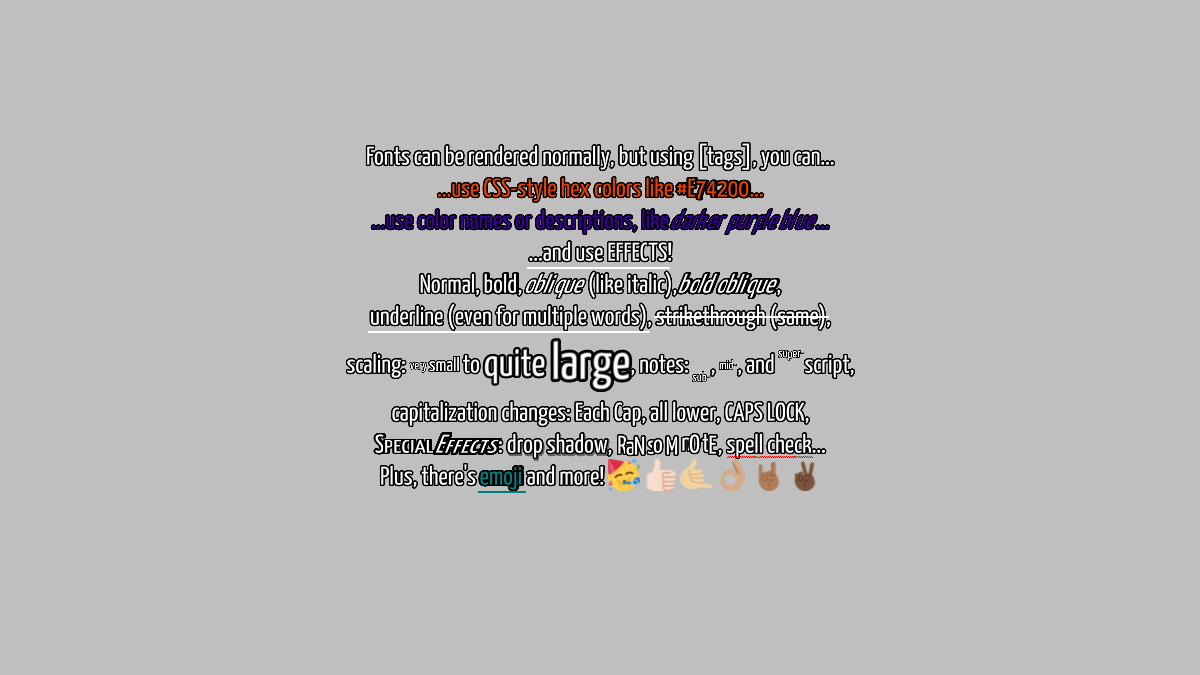 Fonts can be rendered normally, but using [tags], you can...
...use CSS-style hex colors like #E74200...
...use color names or descriptions, like darker purple blue...
...and use EFFECTS!
Normal, bold, oblique (like italic), bold oblique,
underline (even for multiple words), strikethrough (same),
scaling: very small to quite large, notes: sub-, mid-, and super- script,
capitalization changes: Each Cap, all lower, CAPS LOCK,
Special Effects: drop shadow, RaNsoM nOtE, spell check...
Plus, there's emoji and more! 🥳👍🏻🤙🏼👌🏽🤘🏾✌🏿